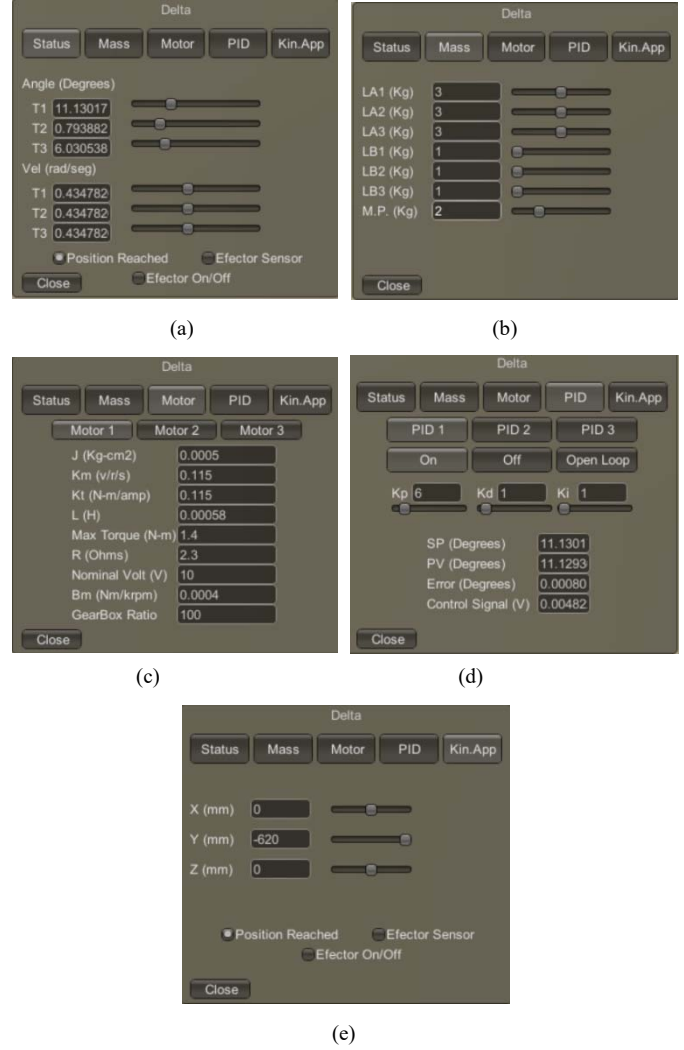 Delta
Status Mass Motor PID Kin.App
Angle (Degrees)
T1 11.13017
T2 0.793882
T3 6.030538
Vel (rad/seg)
T1 0.434782
T2 0.434782
T3 0.434782
Position Reached Efector Sensor
Efector On/Off
Close
(a)
Delta
Status Mass Motor PID Kin.App
LA1 (Kg) 3
LA2 (Kg) 3
LA3 (Kg) 3
LB1 (Kg) 1
LB2 (Kg) 1
LB3 (Kg) 1
M.P. (Kg) 2
Close
(b)
Delta
Status Mass Motor PID Kin.App
Motor 1 Motor 2 Motor 3
J (Kg-cm2) 0.0005
Km (v/r/s) 0.115
Kt (N-m/amp) 0.115
L (H) 0.00058
Max Torque (N-m) 1.4
R (Ohms) 2.3
Nominal Volt (V) 10
Bm (Nm/krpm) 0.0004
GearBox Ratio 100
Close
(c)
Delta
Status Mass Motor PID Kin.App
PID 1 PID 2 PID 3
On Off Open Loop
Kp 6 Kd 1 Ki 1
SP (Degrees) 11.1301
PV (Degrees) 11.1293
Error (Degrees) 0.00080
Control Signal (V) 0.00482
Close
(d)
Delta
Status Mass Motor PID Kin.App
X (mm) 0
Y (mm) -620
Z (mm) 0
Position Reached Efector Sensor
Efector On/Off
Close
(e)